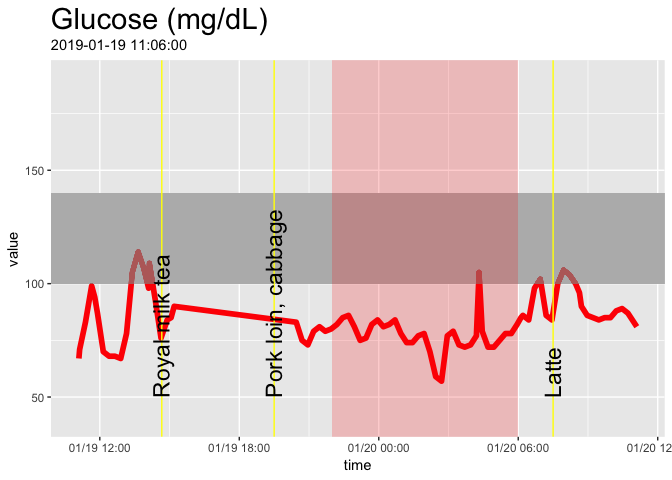 Glucose (mg/dL)
2019-01-19 11:06:00
value
150
100
50
Royal milk tea
Pork loin, cabbage
Latte
01/19 12:00
01/19 18:00
01/20 00:00
01/20 06:00
01/20 12
time